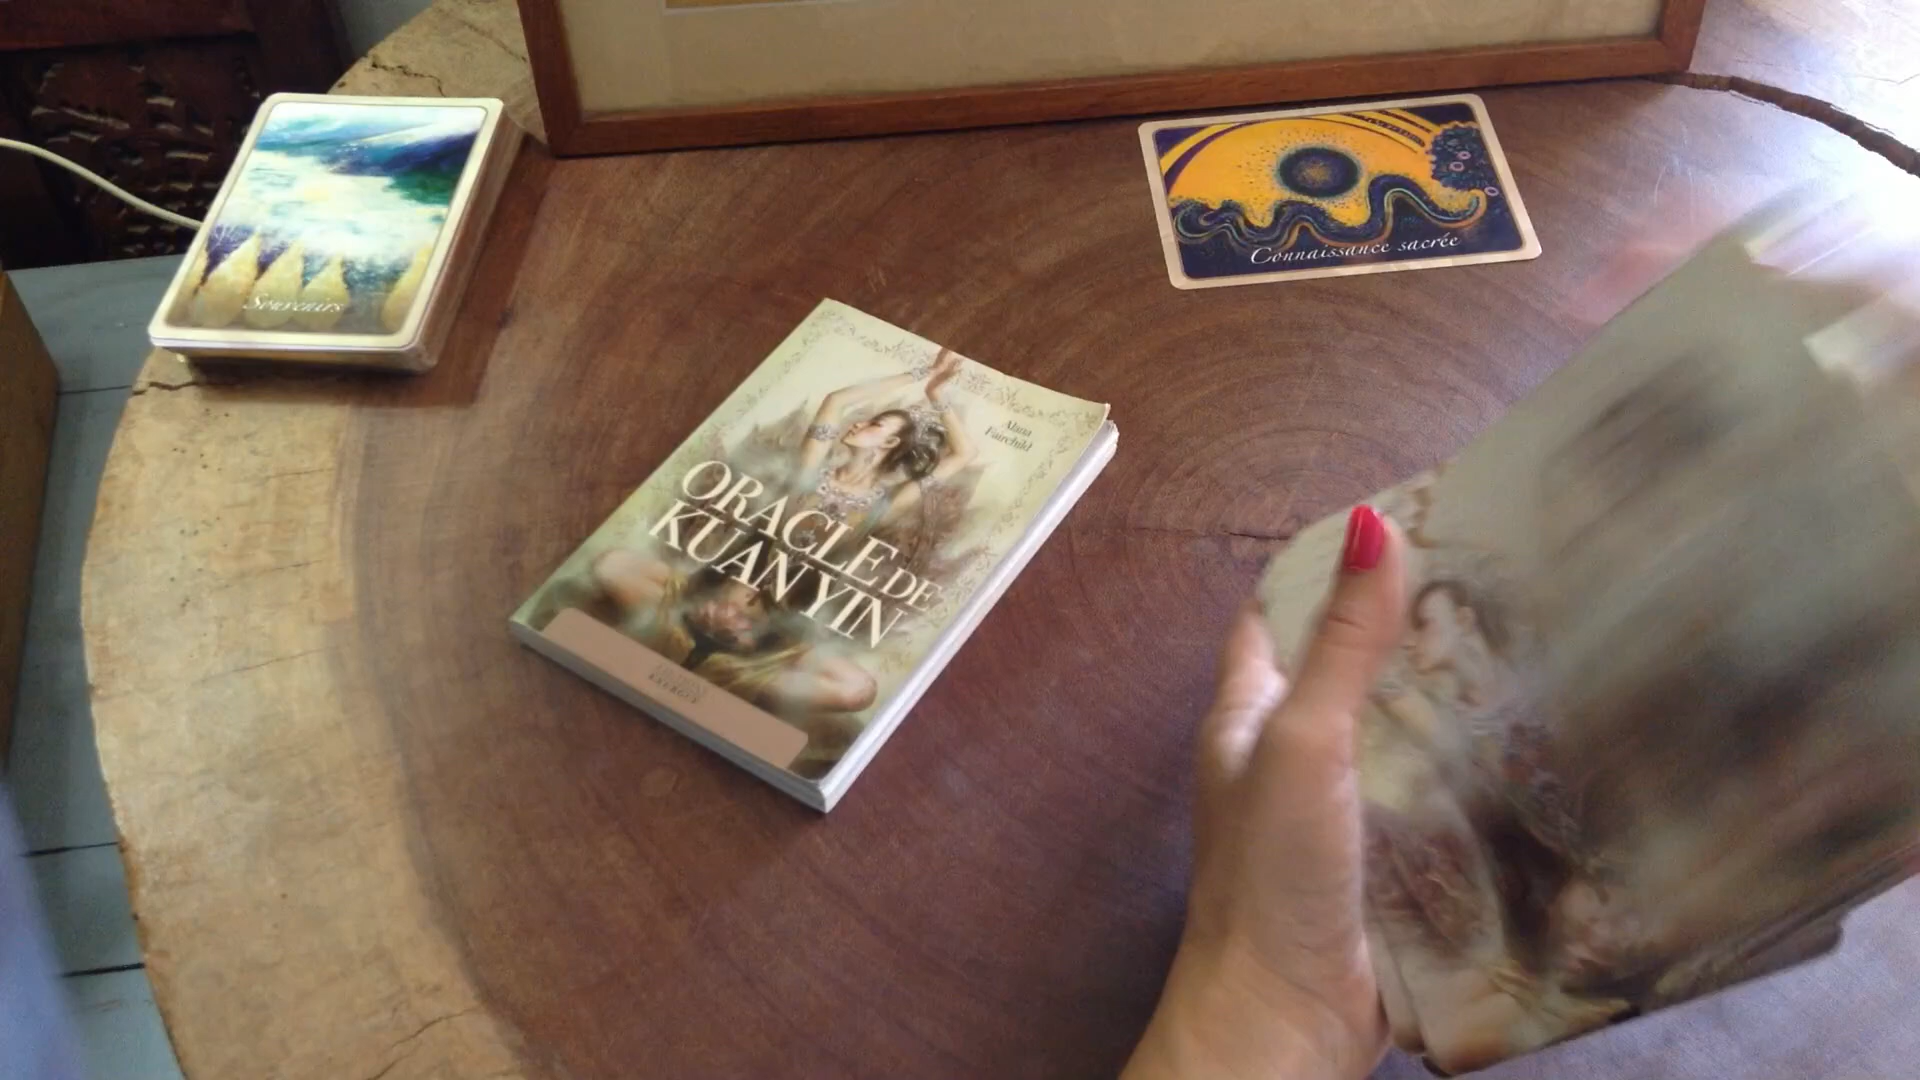 Souvenirs
Connaissance sacrée
Alana
Fairchild
ORACLE DE
KUAN YIN